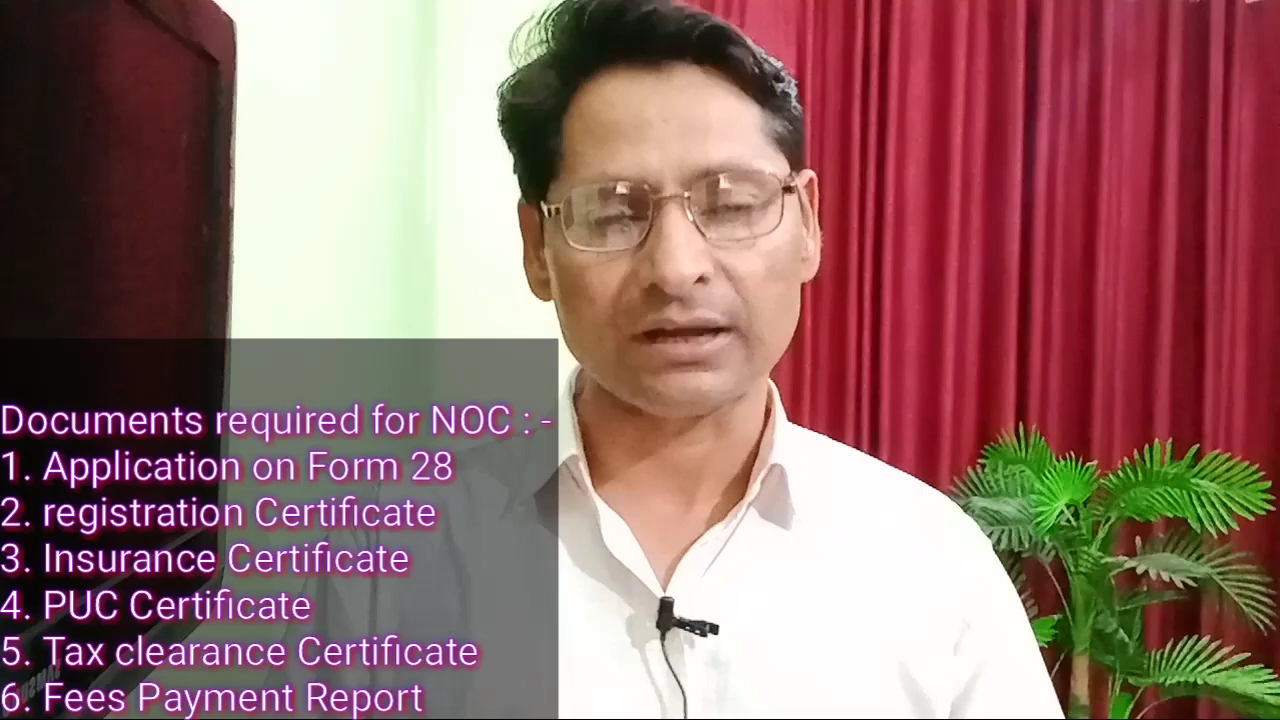 Documents required for NOC : -
1. Application on Form 28
2. registration Certificate
3. Insurance Certificate
4. PUC Certificate
5. Tax clearance Certificate
6. Fees Payment Report